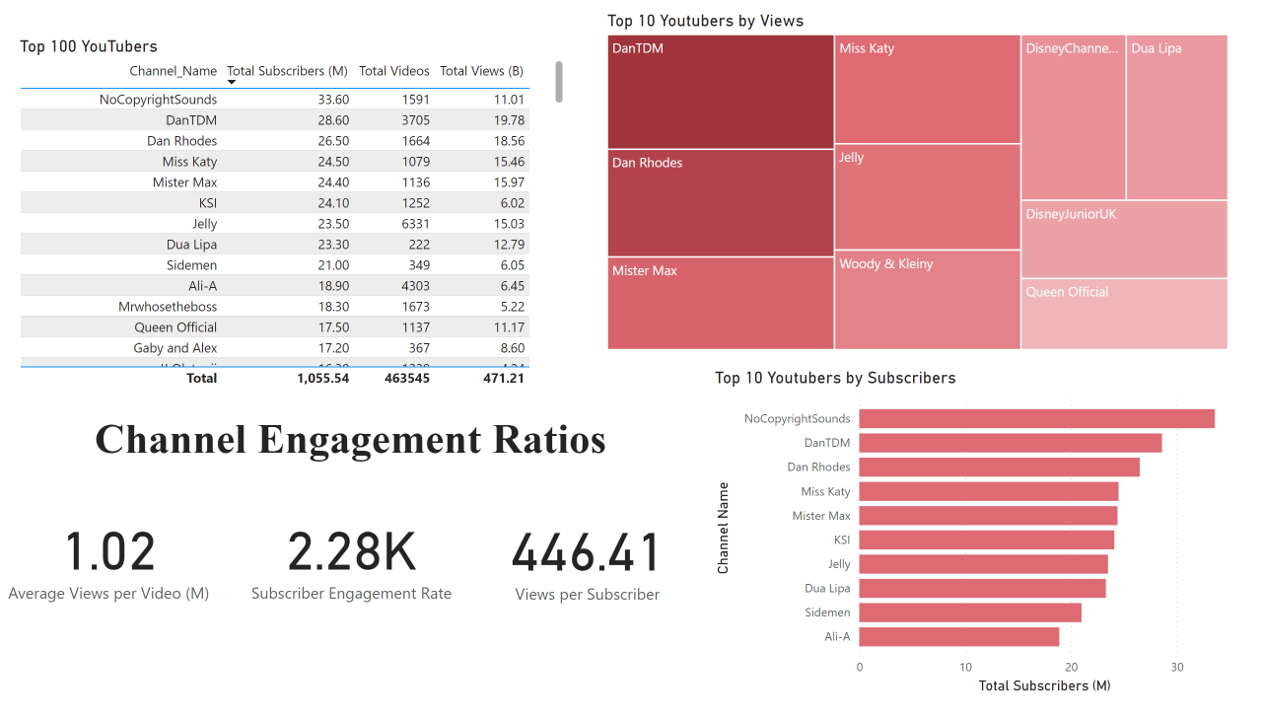 Top 100 YouTubers
Channel_Name Total Subscribers (M) Total Videos Total Views (B)
NoCopyrightSounds 33.60 1591 11.01
DanTDM 28.60 3705 19.78
Dan Rhodes 26.50 1664 18.56
Miss Katy 24.50 1079 15.46
Mister Max 24.40 1136 15.97
KSI 24.10 1252 6.02
Jelly 23.50 6331 15.03
Dua Lipa 23.30 222 12.79
Sidemen 21.00 349 6.05
Ali-A 18.90 4303 6.45
Mrwhosetheboss 18.30 1673 5.22
Queen Official 17.50 1137 11.17
Gaby and Alex 17.20 367 8.60
Total 1,055.54 463545 471.21
Top 10 Youtubers by Views
DanTDM
Dan Rhodes
Mister Max
Miss Katy
Jelly
Woody & Kleiny
DisneyChanne...
Dua Lipa
DisneyJuniorUK
Queen Official
Channel Engagement Ratios
1.02
Average Views per Video (M)
2.28K
Subscriber Engagement Rate
446.41
Views per Subscriber
Top 10 Youtubers by Subscribers
Channel Name
NoCopyrightSounds
DanTDM
Dan Rhodes
Miss Katy
Mister Max
KSI
Jelly
Dua Lipa
Sidemen
Ali-A
0 10 20 30
Total Subscribers (M)